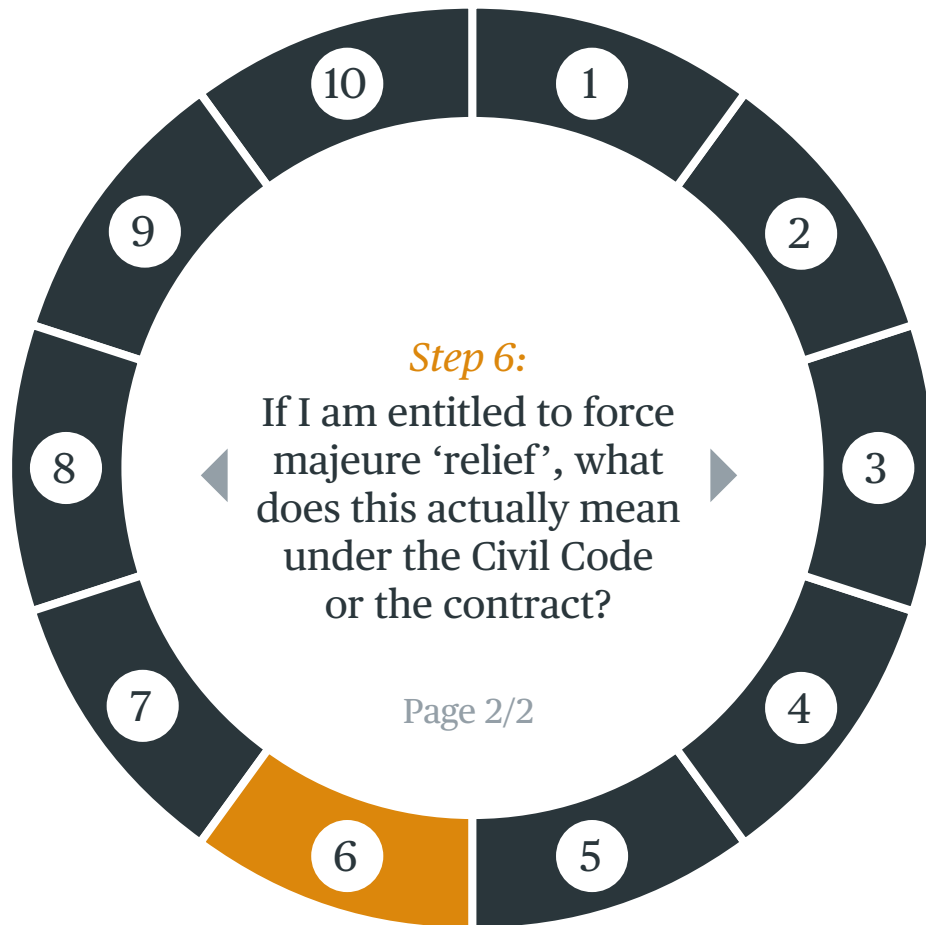 10
1
9
2
Step 6:
If I am entitled to force
majeure ‘relief’, what
does this actually mean
under the Civil Code
or the contract?
8
3
Page 2/2
7
4
6
5